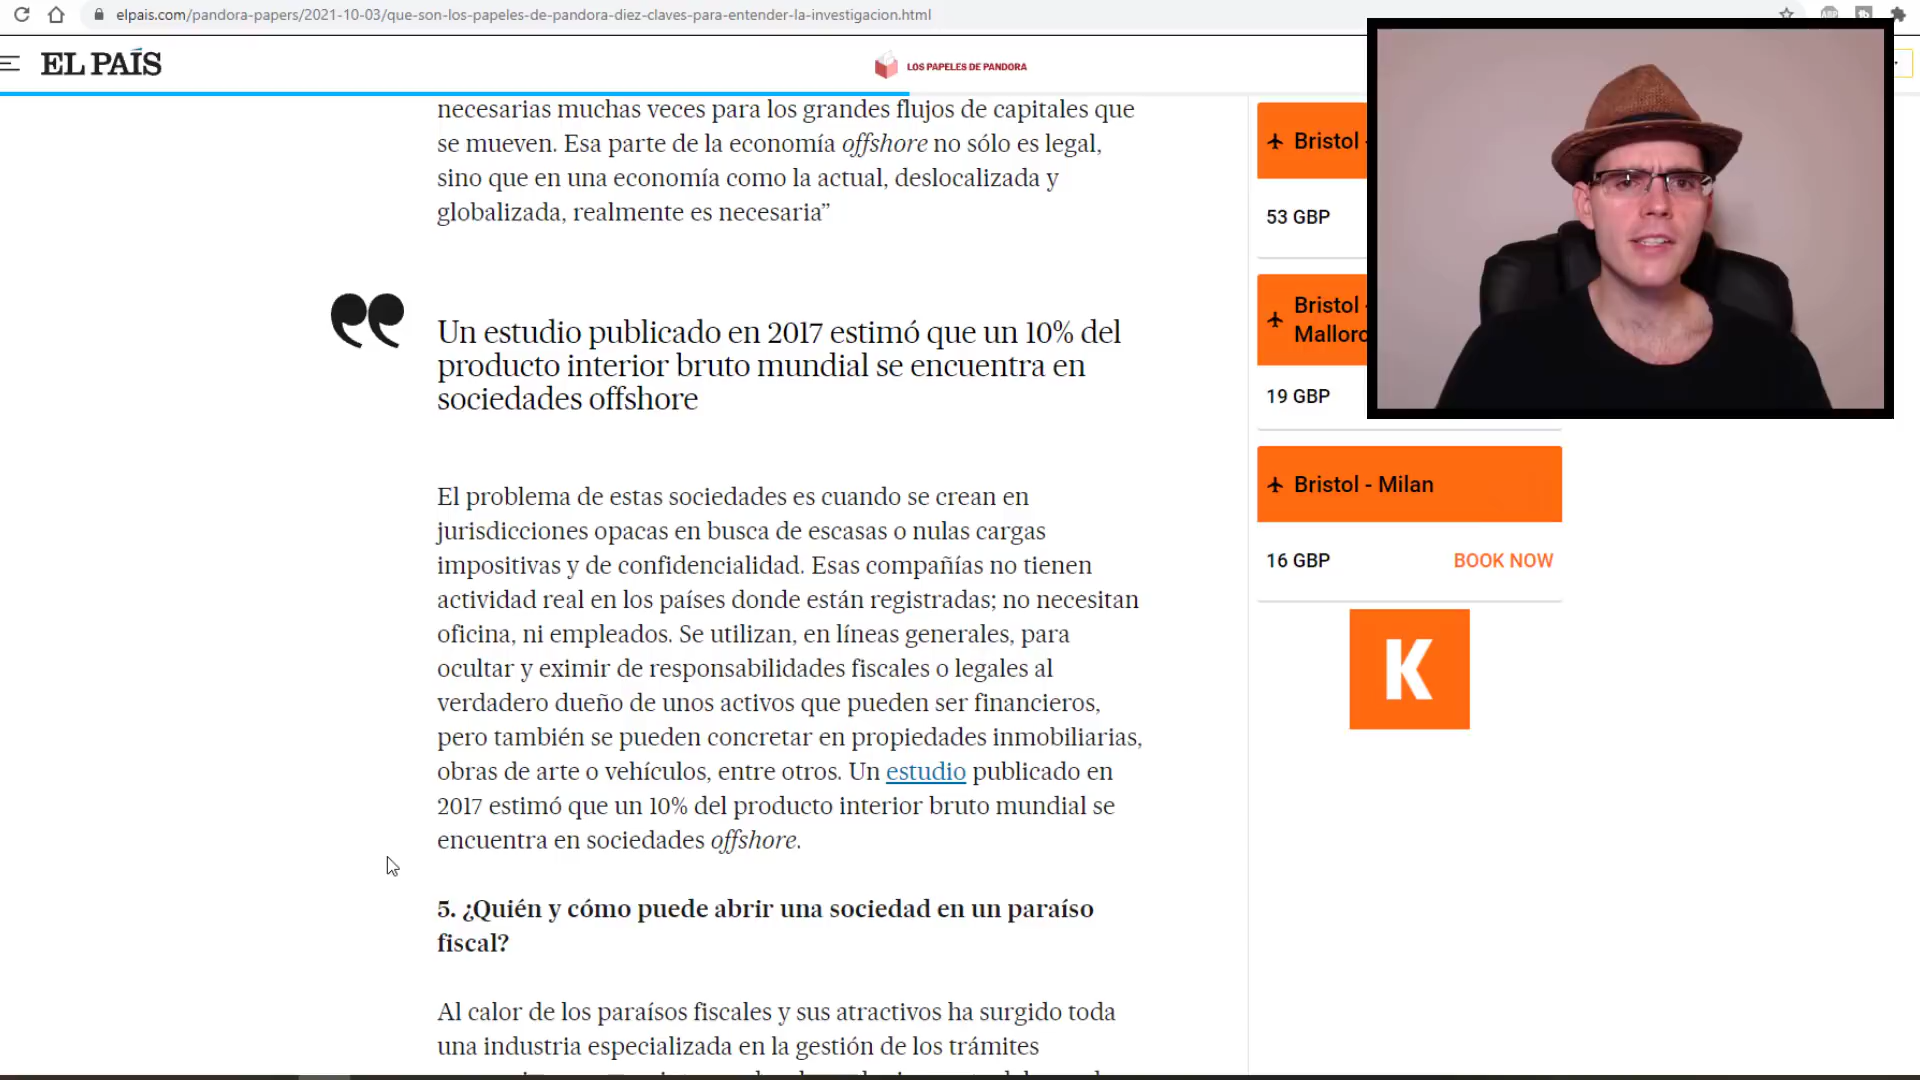 elpais.com/pandora-papers/2021-10-03/que-son-los-papeles-de-pandora-diez-claves-para-entender-la-investigacion.html
EL PAÍS
LOS PAPELES DE PANDORA
necesarias muchas veces para los grandes flujos de capitales que
se mueven. Esa parte de la economía offshore no sólo es legal,
sino que en una economía como la actual, deslocalizada y
globalizada, realmente es necesaria”
Un estudio publicado en 2017 estimó que un 10% del
producto interior bruto mundial se encuentra en
sociedades offshore
El problema de estas sociedades es cuando se crean en
jurisdicciones opacas en busca de escasas o nulas cargas
impositivas y de confidencialidad. Esas compañías no tienen
actividad real en los países donde están registradas; no necesitan
oficina, ni empleados. Se utilizan, en líneas generales, para
ocultar y eximir de responsabilidades fiscales o legales al
verdadero dueño de unos activos que pueden ser financieros,
pero también se pueden concretar en propiedades inmobiliarias,
obras de arte o vehículos, entre otros. Un estudio publicado en
2017 estimó que un 10% del producto interior bruto mundial se
encuentra en sociedades offshore.
5. ¿Quién y cómo puede abrir una sociedad en un paraíso
fiscal?
Al calor de los paraísos fiscales y sus atractivos ha surgido toda
una industria especializada en la gestión de los trámites
Bristol -
53 GBP
Bristol -
Mallorc
19 GBP
Bristol - Milan
16 GBP BOOK NOW
K